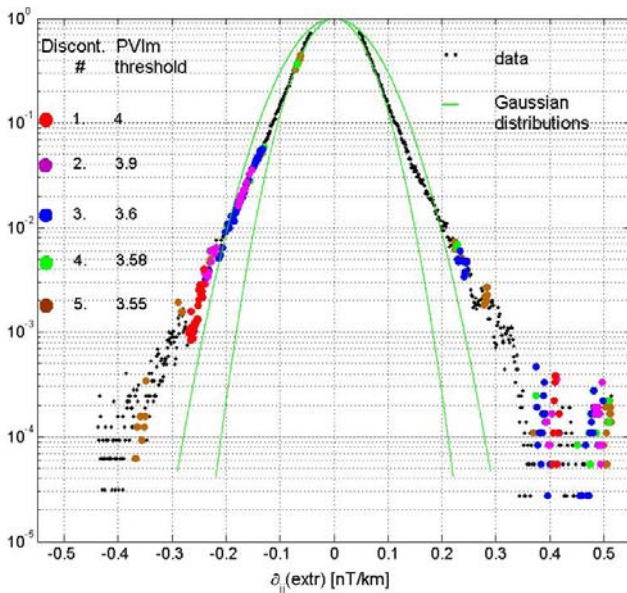 10⁰
10⁻¹
10⁻²
10⁻³
10⁻⁴
10⁻⁵
Discont. PVIm
# threshold
1. 4
2. 3.9
3. 3.6
4. 3.58
5. 3.55
data
Gaussian
distributions
-0.5 -0.4 -0.3 -0.2 -0.1 0 0.1 0.2 0.3 0.4 0.5
∂ij(extr) [nT/km]